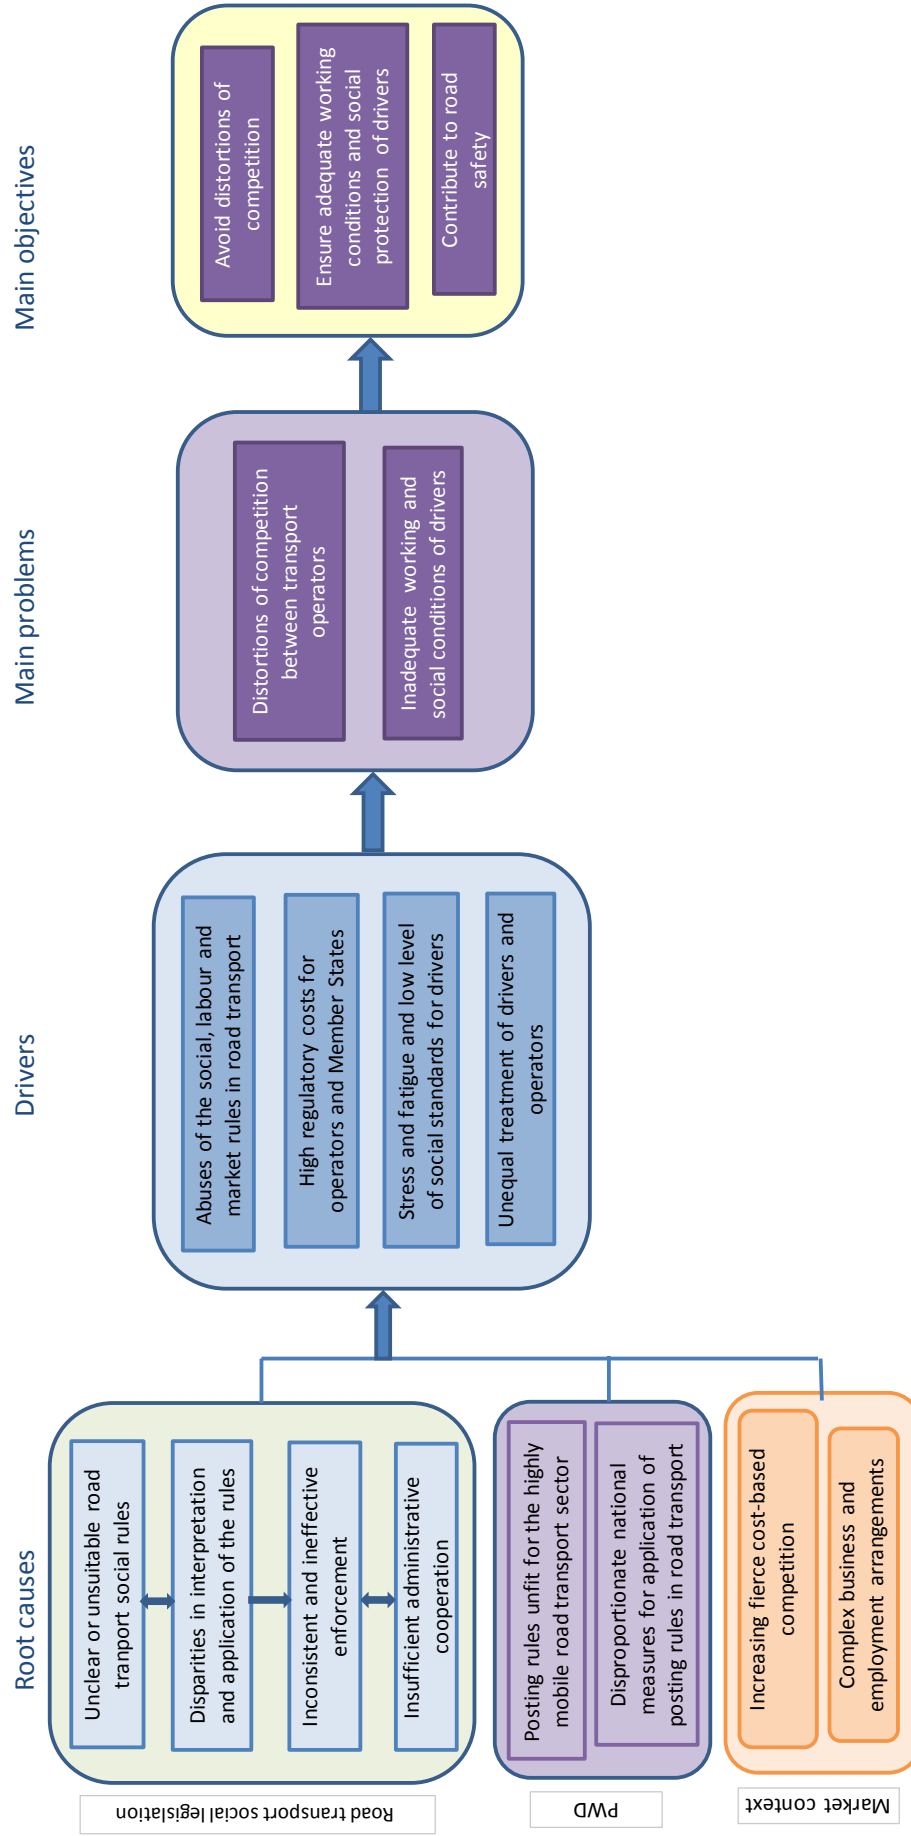 Root causes
Drivers
Main problems
Main objectives
Road transport social legislation
Unclear or unsuitable road
tranport social rules
Disparities in interpretation
and application of the rules
Inconsistent and ineffective
enforcement
Insufficient administrative
cooperation
PWD
Posting rules unfit for the highly
mobile road transport sector
Disproportionate national
measures for application of
posting rules in road transport
Market context
Increasing fierce cost-based
competition
Complex business and
employment arrangements
Abuses of the social, labour and
market rules in road transport
High regulatory costs for
operators and Member States
Stress and fatigue and low level
of social standards for drivers
Unequal treatment of drivers and
operators
Distortions of competition
between transport
operators
Inadequate working and
social conditions of drivers
Avoid distortions of
competition
Ensure adequate working
conditions and social
protection of drivers
Contribute to road
safety